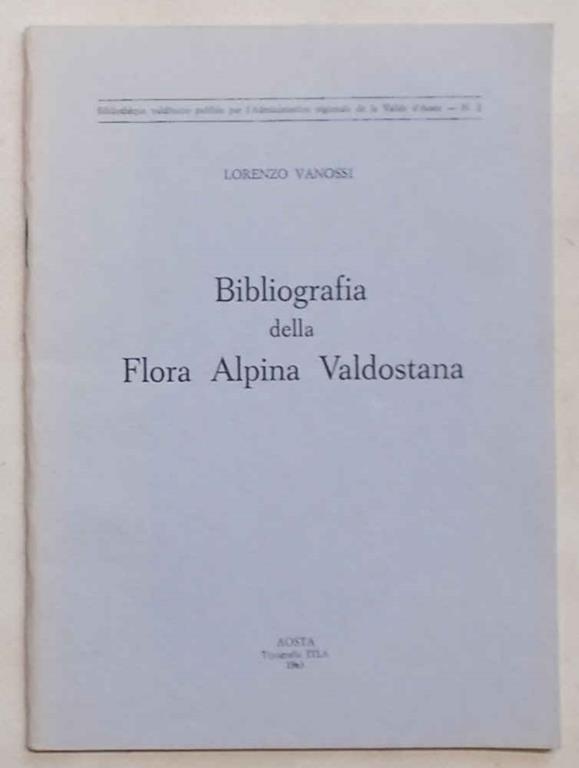 Bibliothèque valdôtaine publiée par l'Administration régionale de la Vallée d'Aoste — N. 2
LORENZO VANOSSI
Bibliografia
della
Flora Alpina Valdostana
AOSTA
Tipografia ITLA